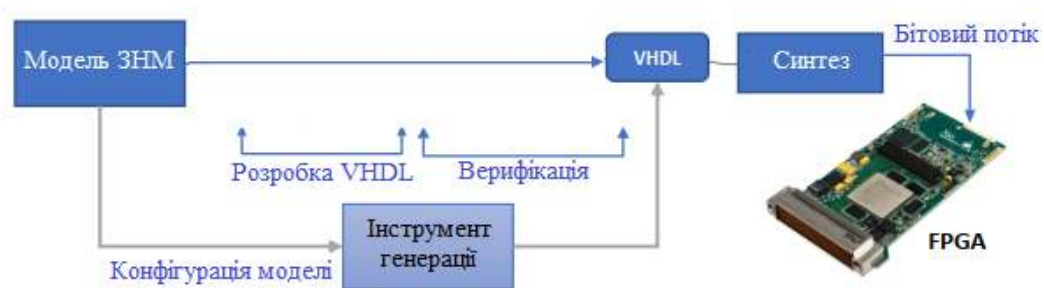 Модель ЗНМ
VHDL
Синтез
Бітовий потік
Розробка VHDL
Верифікація
Інструмент
генерації
Конфігурація моделі
FPGA